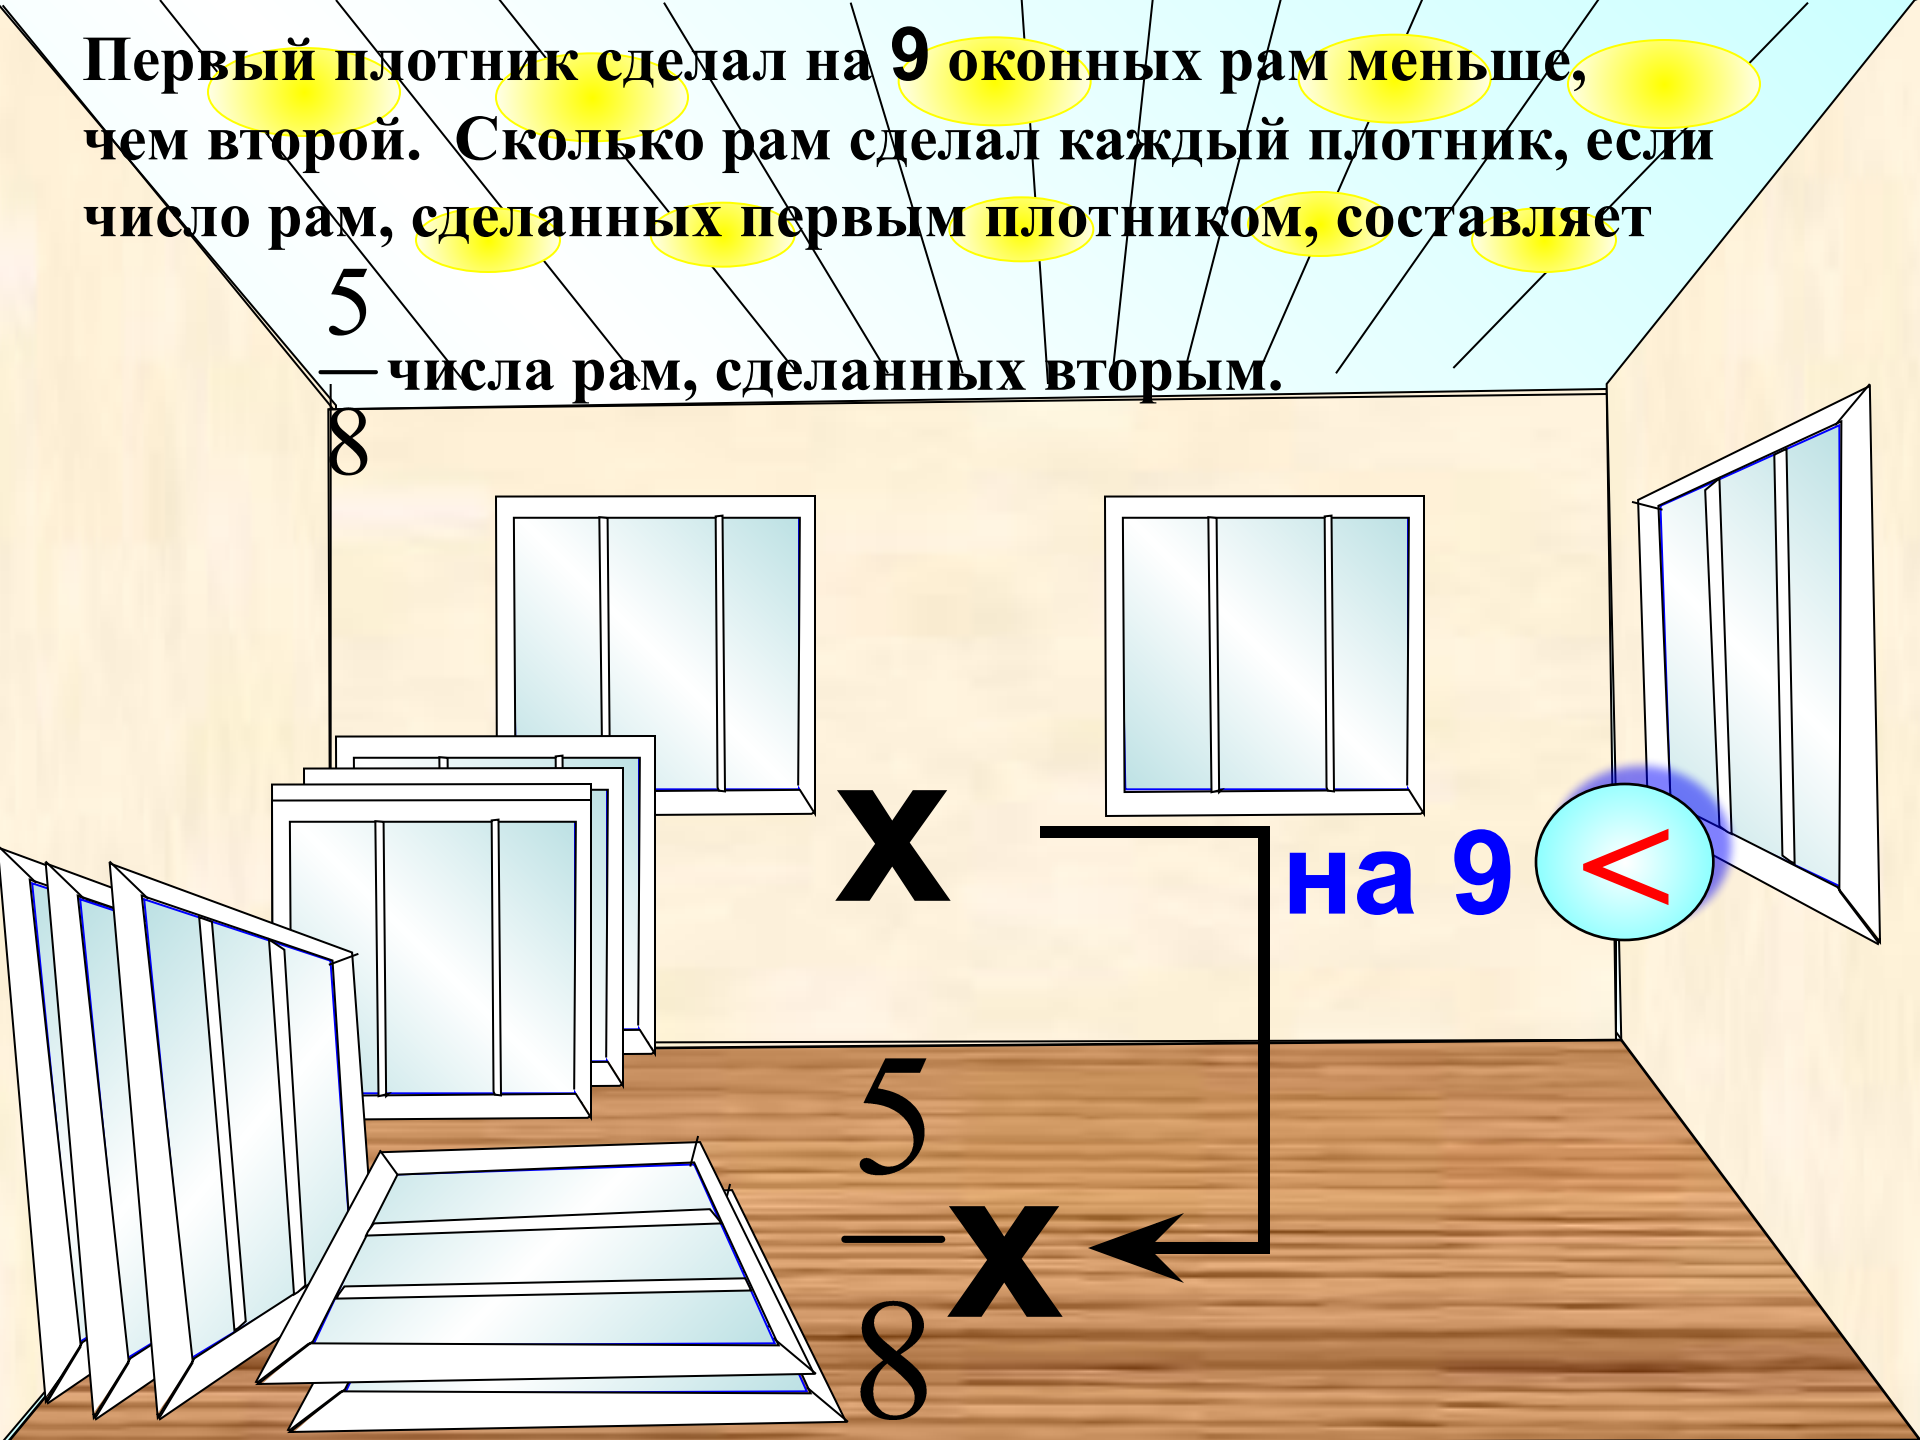 Первый плотник сделал на 9 оконных рам меньше,
чем второй. Сколько рам сделал каждый плотник, если
число рам, сделанных первым плотником, составляет
5
числа рам, сделанных вторым.
8
х
на 9 <
5
х
8